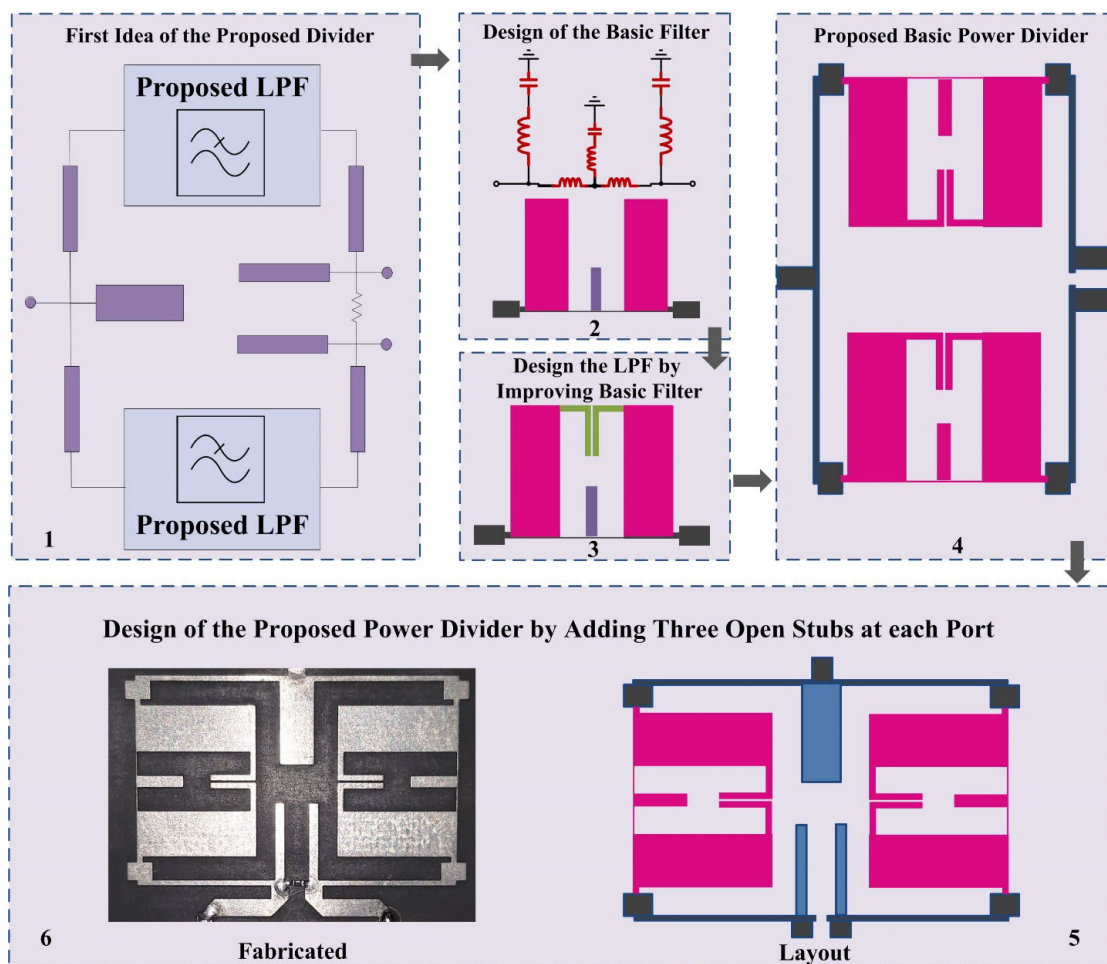 First Idea of the Proposed Divider
Proposed LPF
Proposed LPF
1
Design of the Basic Filter
2
Design the LPF by
Improving Basic Filter
3
Proposed Basic Power Divider
4
Design of the Proposed Power Divider by Adding Three Open Stubs at each Port
6
Fabricated
Layout
5